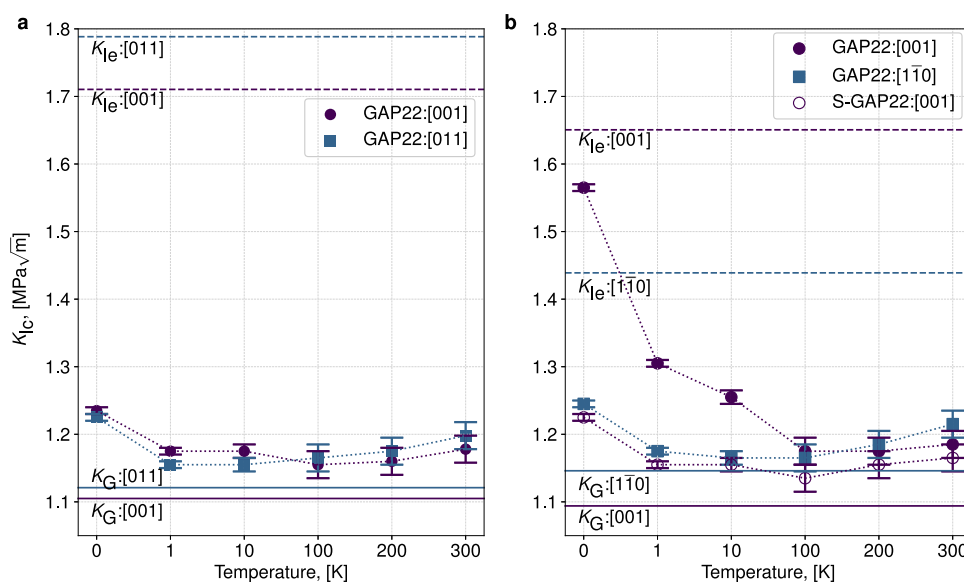 a
K_Ic, [MPa√m]
1.8
1.7
1.6
1.5
1.4
1.3
1.2
1.1
K_Ie:[011]
K_Ie:[001]
GAP22:[001]
GAP22:[011]
K_G:[011]
K_G:[001]
0 1 10 100 200 300
Temperature, [K]
b
1.8
1.7
1.6
1.5
1.4
1.3
1.2
1.1
GAP22:[001]
GAP22:[11̅0]
S-GAP22:[001]
K_Ie:[001]
K_Ie:[11̅0]
K_G:[11̅0]
K_G:[001]
0 1 10 100 200 300
Temperature, [K]